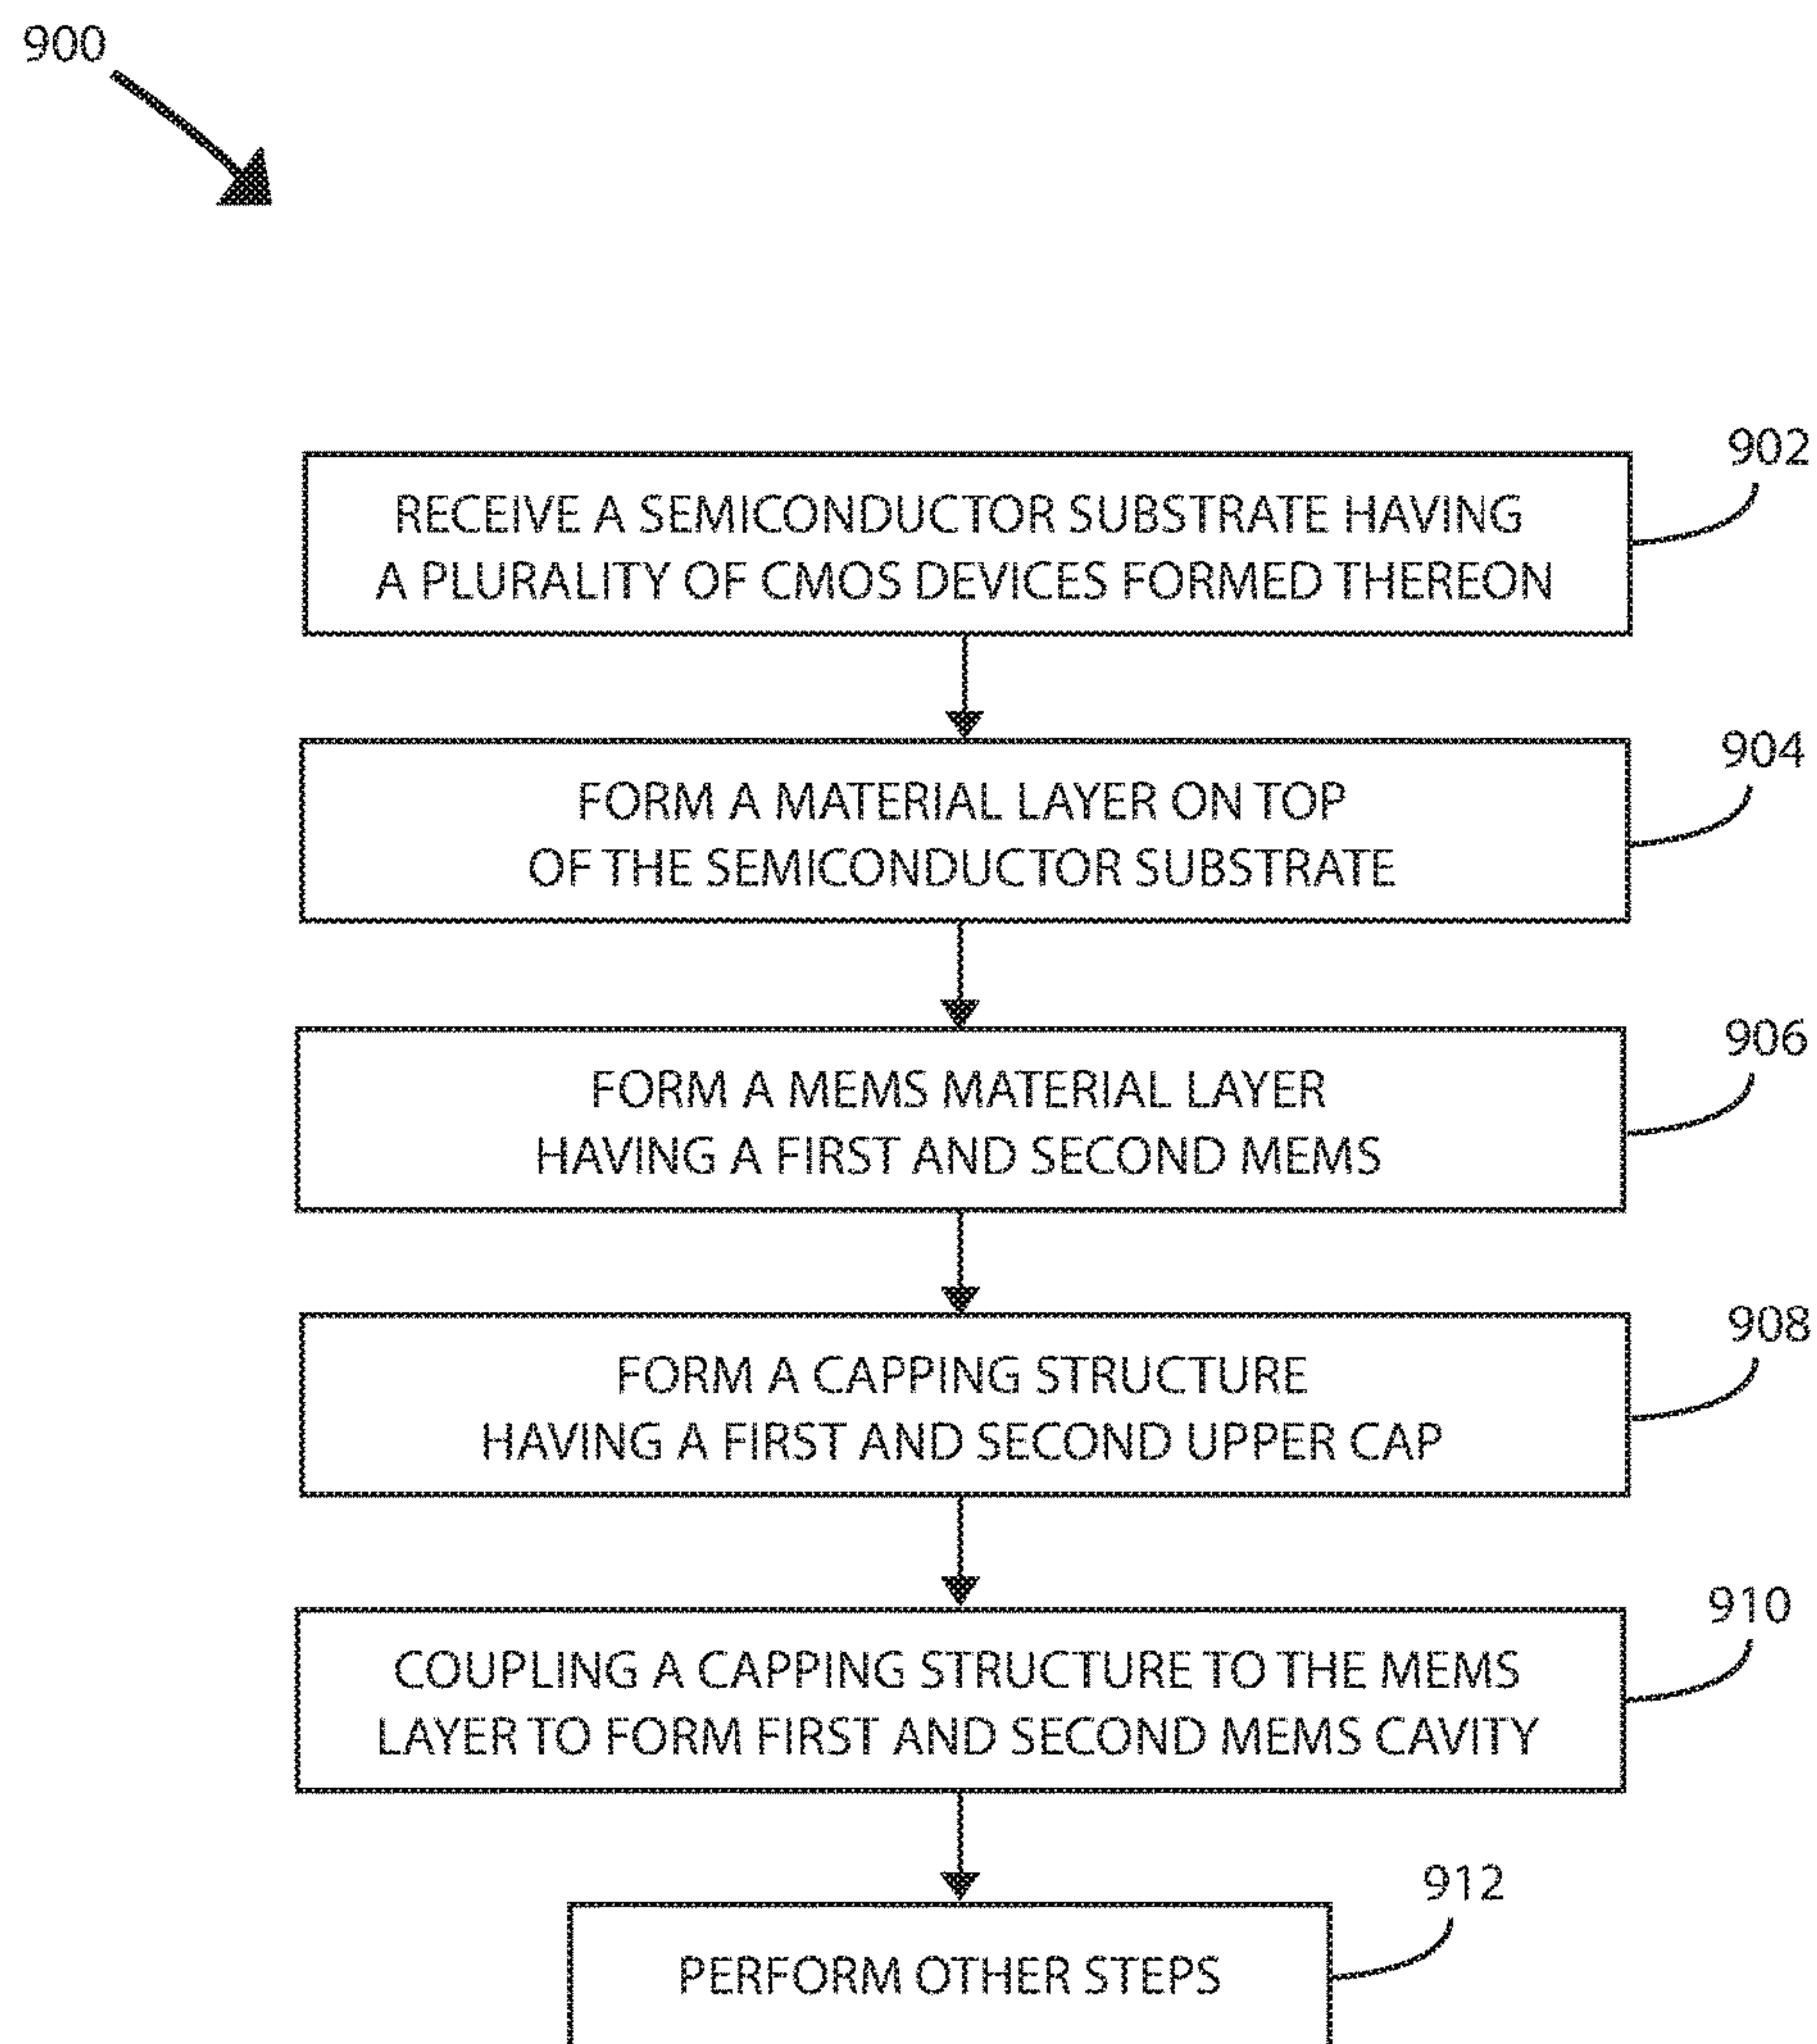 900
902
RECEIVE A SEMICONDUCTOR SUBSTRATE HAVING
A PLURALITY OF CMOS DEVICES FORMED THEREON
904
FORM A MATERIAL LAYER ON TOP
OF THE SEMICONDUCTOR SUBSTRATE
906
FORM A MEMS MATERIAL LAYER
HAVING A FIRST AND SECOND MEMS
908
FORM A CAPPING STRUCTURE
HAVING A FIRST AND SECOND UPPER CAP
910
COUPLING A CAPPING STRUCTURE TO THE MEMS
LAYER TO FORM FIRST AND SECOND MEMS CAVITY
912
PERFORM OTHER STEPS